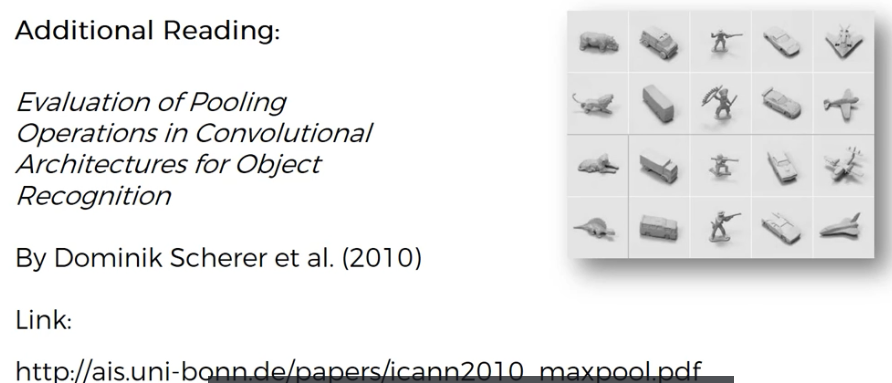 Additional Reading:
Evaluation of Pooling
Operations in Convolutional
Architectures for Object
Recognition
By Dominik Scherer et al. (2010)
Link:
http://ais.uni-bonn.de/papers/icann2010_maxpool.pdf